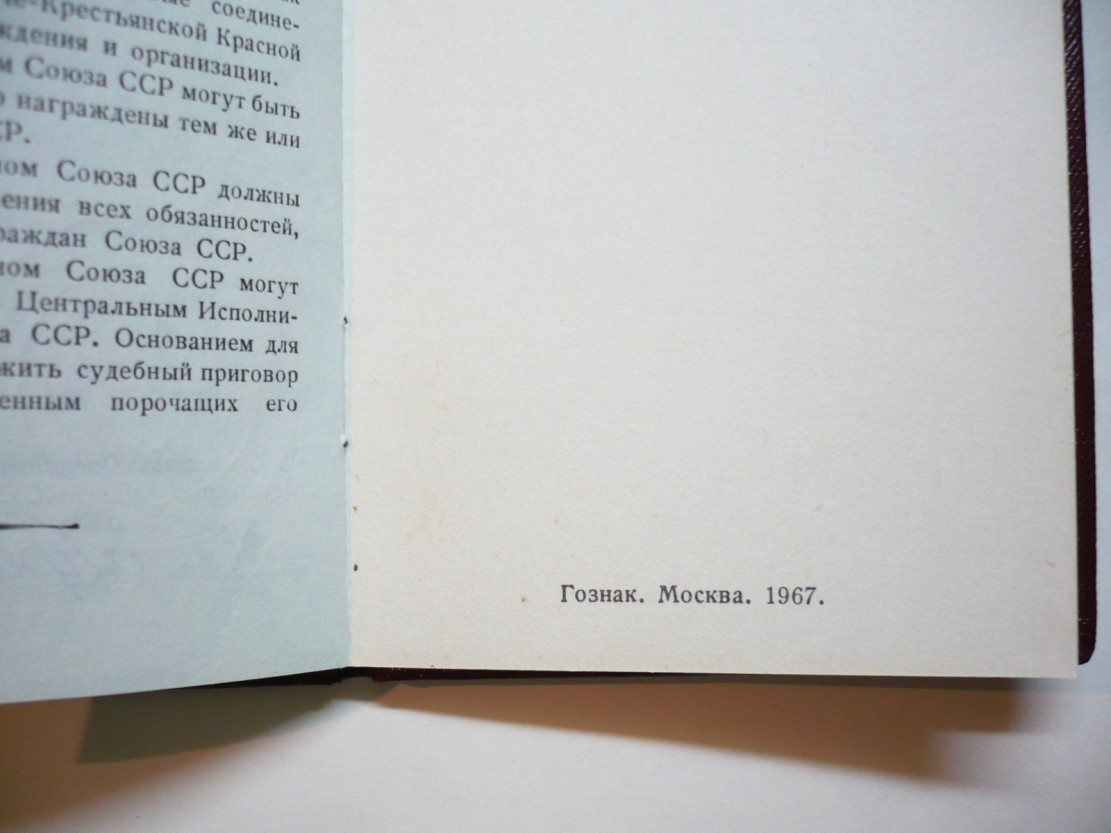 соедине-
-Крестьянской Красной
ждения и организации.
м Союза ССР могут быть
о награждены тем же или
СР.
ном Союза ССР должны
ения всех обязанностей,
раждан Союза ССР.
ном Союза ССР могут
Центральным Исполни-
а ССР. Основанием для
жить судебный приговор
енным порочащих его
Гознак. Москва. 1967.